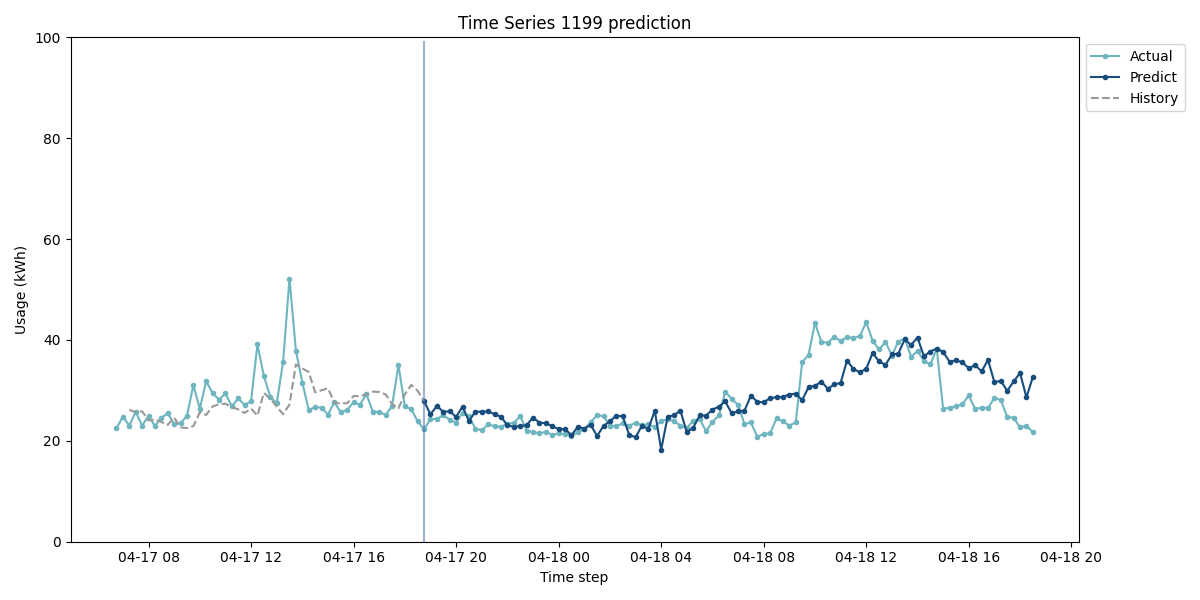 Time Series 1199 prediction
100
80
60
40
20
0
Usage (kWh)
04-17 08
04-17 12
04-17 16
04-17 20
04-18 00
04-18 04
04-18 08
04-18 12
04-18 16
04-18 20
Time step
Actual
Predict
History